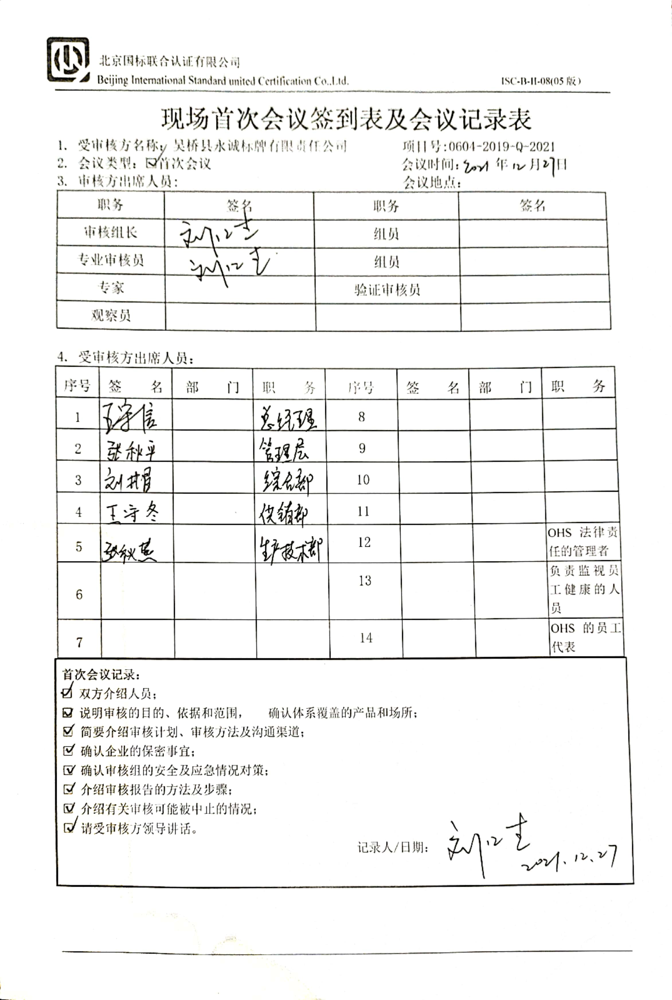 北京国标联合认证有限公司
Beijing International Standard united Certification Co.,Ltd.
ISC-B-II-08(05版)
现场首次会议签到表及会议记录表
1. 受审核方名称: 吴桥县永诚标牌有限责任公司 项目号:0604-2019-Q-2021
2. 会议类型: ☑首次会议 会议时间: 2021 年 12 月 27 日
3. 审核方出席人员: 会议地点:
职务 签名 职务 签名
审核组长 组员
专业审核员 组员
专家 验证审核员
观察员
4. 受审核方出席人员:
序号 签 名 部 门 职 务 序号 签 名 部 门 职 务
1 王守信 总经理 8
2 张秋平 管理层 9
3 综合部 10
4 王守冬 供销部 11
5 张秋燕 生产技术部 12 OHS 法律责
任的管理者
6 13 负责监视员
工健康的人
员
7 14 OHS 的员工
代表
首次会议记录:
☑ 双方介绍人员;
☑ 说明审核的目的、依据和范围, 确认体系覆盖的产品和场所;
☑ 简要介绍审核计划、审核方法及沟通渠道;
☑ 确认企业的保密事宜;
☑ 确认审核组的安全及应急情况对策;
☑ 介绍审核报告的方法及步骤;
☑ 介绍有关审核可能被中止的情况;
☑ 请受审核方领导讲话。
记录人/日期:
2021.12.27